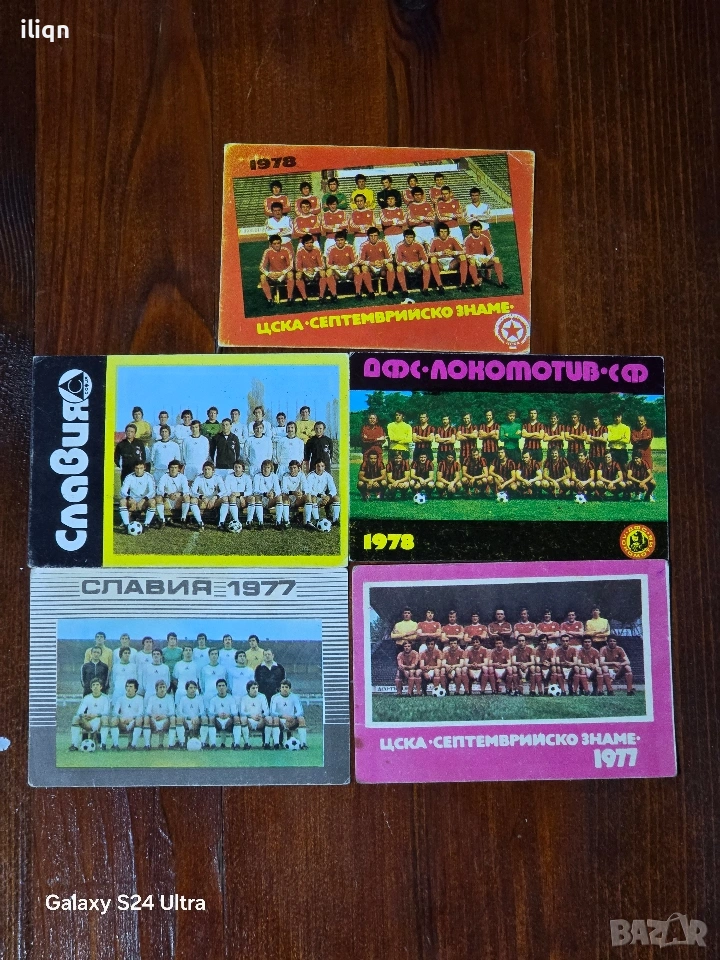 iliqn
1978
ЦСКА·СЕПТЕМВРИЙСКО ЗНАМЕ·
СЛАВИЯ
ДФС·ЛОКОМОТИВ·СФ
1978
СЛАВИЯ 1977
ЦСКА·СЕПТЕМВРИЙСКО ЗНАМЕ·
1977
Galaxy S24 Ultra
BAZAR